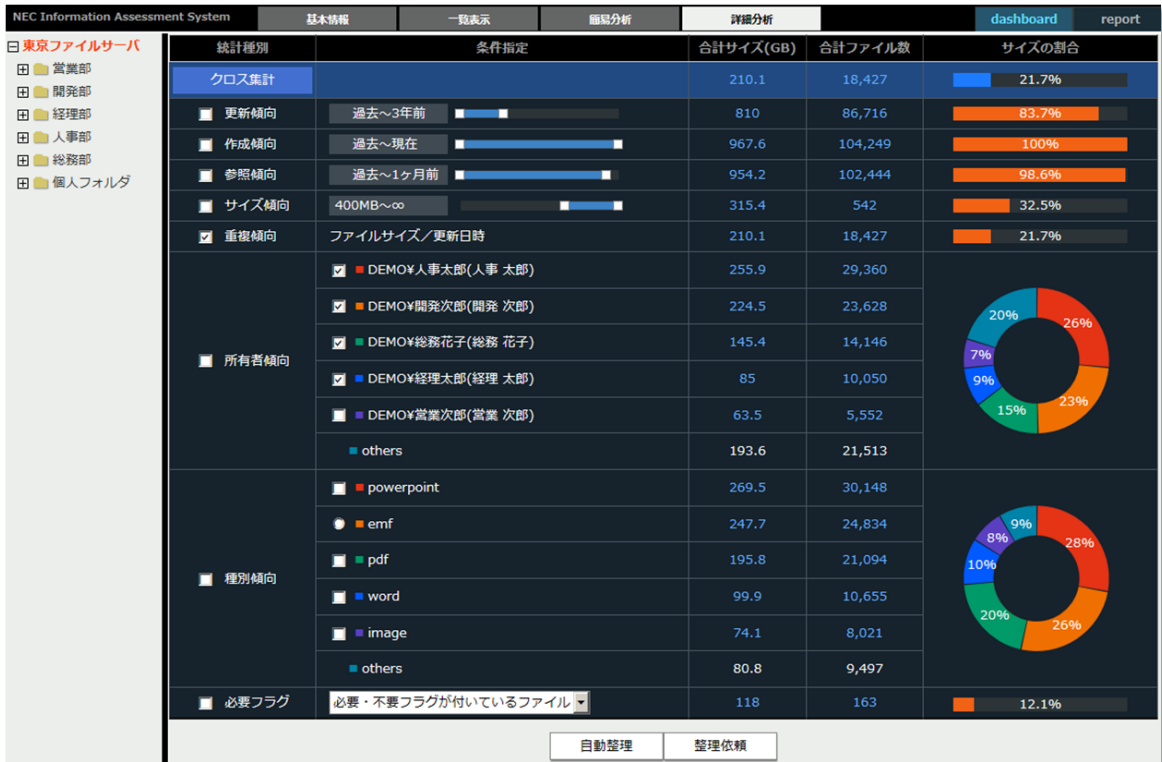 NEC Information Assessment System 基本情報 一覧表示 簡易分析 詳細分析 dashboard report
東京ファイルサーバ
営業部
開発部
経理部
人事部
総務部
個人フォルダ
統計種別 条件指定 合計サイズ(GB) 合計ファイル数 サイズの割合
クロス集計 210.1 18,427 21.7%
更新傾向 過去～3年前 810 86,716 83.7%
作成傾向 過去～現在 967.6 104,249 100%
参照傾向 過去～1ヶ月前 954.2 102,444 98.6%
サイズ傾向 400MB～∞ 315.4 542 32.5%
重複傾向 ファイルサイズ／更新日時 210.1 18,427 21.7%
所有者傾向
DEMO¥人事太郎(人事 太郎) 255.9 29,360
DEMO¥開発次郎(開発 次郎) 224.5 23,628
DEMO¥総務花子(総務 花子) 145.4 14,146
DEMO¥経理太郎(経理 太郎) 85 10,050
DEMO¥営業次郎(営業 次郎) 63.5 5,552
others 193.6 21,513
20% 26%
7%
9%
15% 23%
種別傾向
powerpoint 269.5 30,148
emf 247.7 24,834
pdf 195.8 21,094
word 99.9 10,655
image 74.1 8,021
others 80.8 9,497
9%
8% 28%
10%
20% 26%
必要フラグ 必要・不要フラグが付いているファイル 118 163 12.1%
自動整理 整理依頼